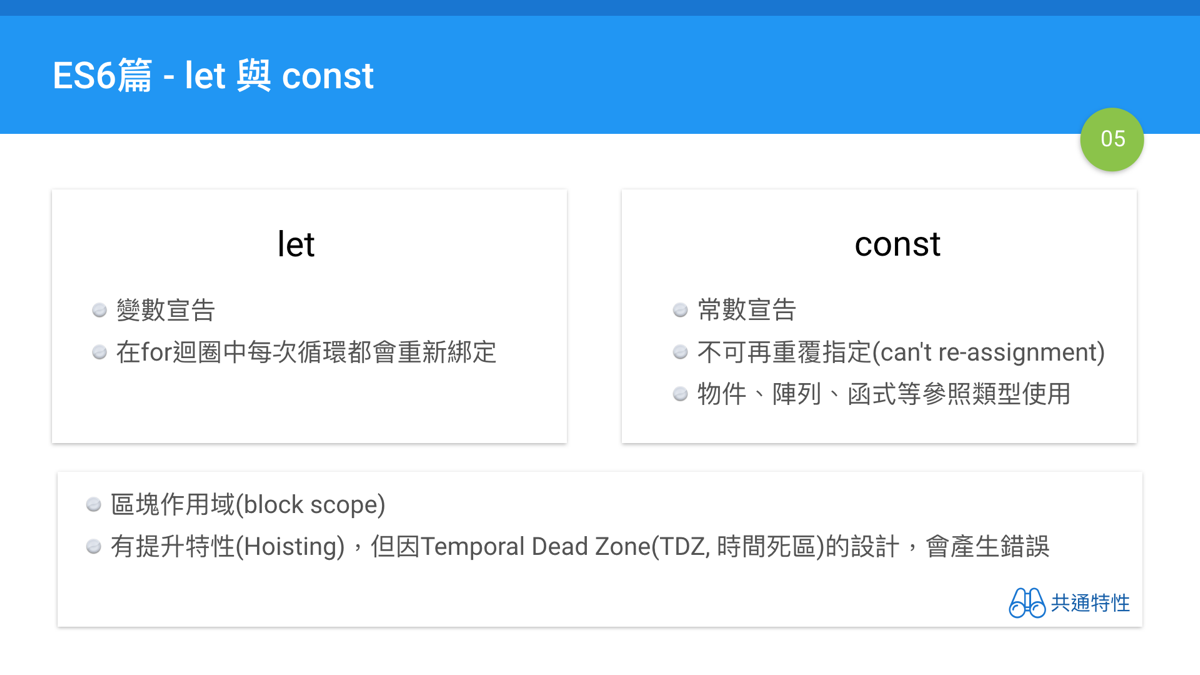 ES6篇 - let 與 const
05
let
變數宣告
在for迴圈中每次循環都會重新綁定
const
常數宣告
不可再重覆指定(can't re-assignment)
物件、陣列、函式等參照類型使用
區塊作用域(block scope)
有提升特性(Hoisting)，但因Temporal Dead Zone(TDZ, 時間死區)的設計，會產生錯誤
共通特性